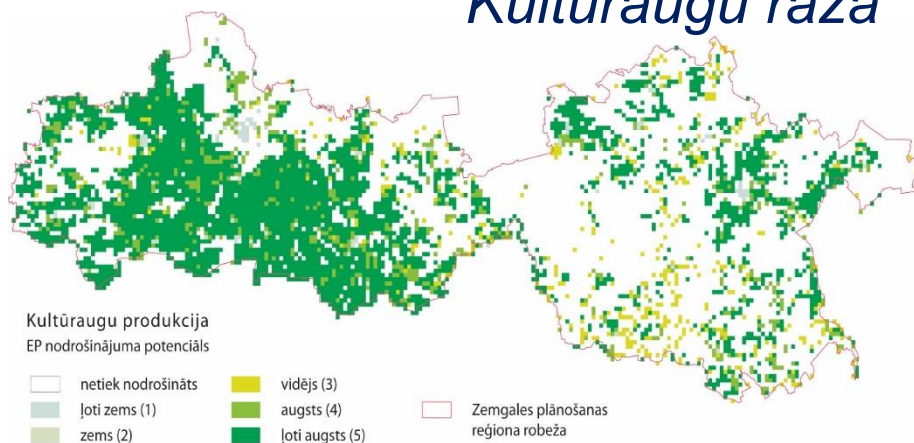 Kultūraugu raža
Kultūraugu produkcija
EP nodrošinājuma potenciāls
netiek nodrošināts
ļoti zems (1)
zems (2)
vidējs (3)
augsts (4)
ļoti augsts (5)
Zemgales plānošanas
reģiona robeža